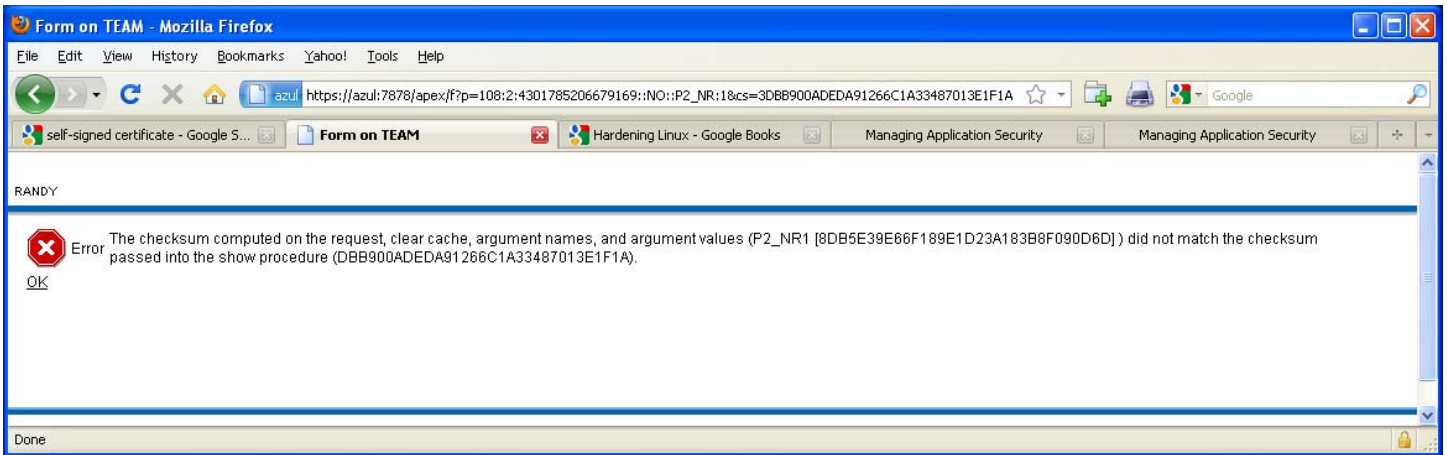 Form on TEAM - Mozilla Firefox
File Edit View History Bookmarks Yahoo! Tools Help
azul https://azul:7878/apex/f?p=108:2:4301785206679169::NO::P2_NR:1&cs=3DBB900ADEDA91266C1A33487013E1F1A Google
self-signed certificate - Google S... Form on TEAM Hardening Linux - Google Books Managing Application Security Managing Application Security
RANDY
Error The checksum computed on the request, clear cache, argument names, and argument values (P2_NR1 [8DB5E39E66F189E1D23A183B8F090D6D] ) did not match the checksum
passed into the show procedure (DBB900ADEDA91266C1A33487013E1F1A).
OK
Done